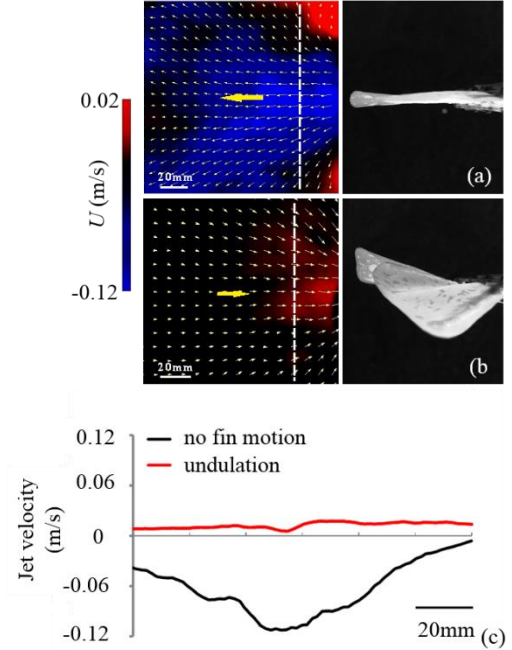 0.02
U (m/s)
-0.12
20mm
(a)
20mm
(b)
0.12
0.06
0
-0.06
-0.12
Jet velocity
(m/s)
no fin motion
undulation
20mm
(c)